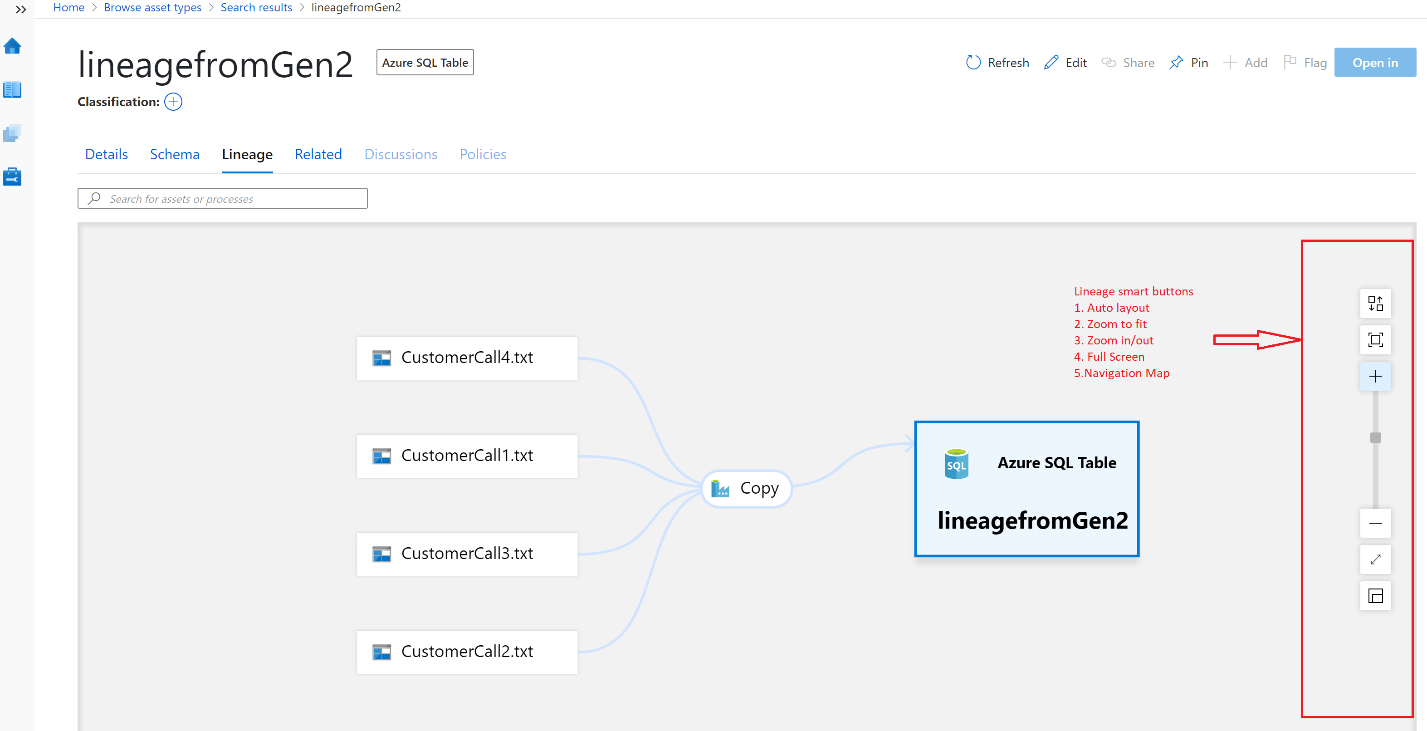 Home > Browse asset types > Search results > lineagefromGen2
lineagefromGen2 Azure SQL Table
Refresh Edit Share Pin Add Flag Open in
Classification:
Details Schema Lineage Related Discussions Policies
Search for assets or processes
Lineage smart buttons
1. Auto layout
2. Zoom to fit
3. Zoom in/out
4. Full Screen
5.Navigation Map
CustomerCall4.txt
CustomerCall1.txt
CustomerCall3.txt
CustomerCall2.txt
Copy
SQL
Azure SQL Table
lineagefromGen2